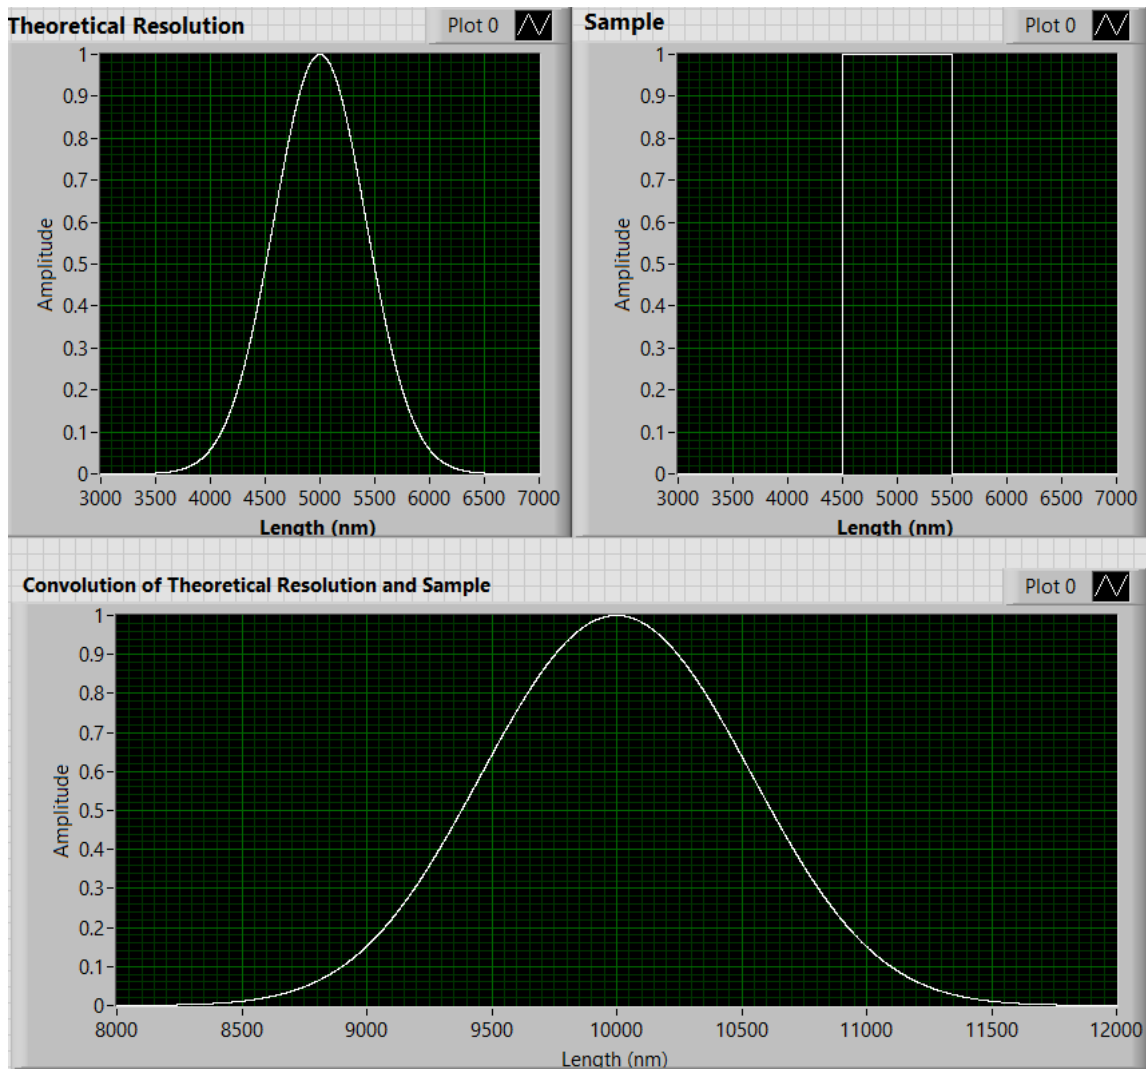 Theoretical Resolution
Plot 0
Amplitude
1
0.9
0.8
0.7
0.6
0.5
0.4
0.3
0.2
0.1
0
3000 3500 4000 4500 5000 5500 6000 6500 7000
Length (nm)
Sample
Plot 0
Amplitude
1
0.9
0.8
0.7
0.6
0.5
0.4
0.3
0.2
0.1
0
3000 3500 4000 4500 5000 5500 6000 6500 7000
Length (nm)
Convolution of Theoretical Resolution and Sample
Plot 0
Amplitude
1
0.9
0.8
0.7
0.6
0.5
0.4
0.3
0.2
0.1
0
8000 8500 9000 9500 10000 10500 11000 11500 12000
Length (nm)